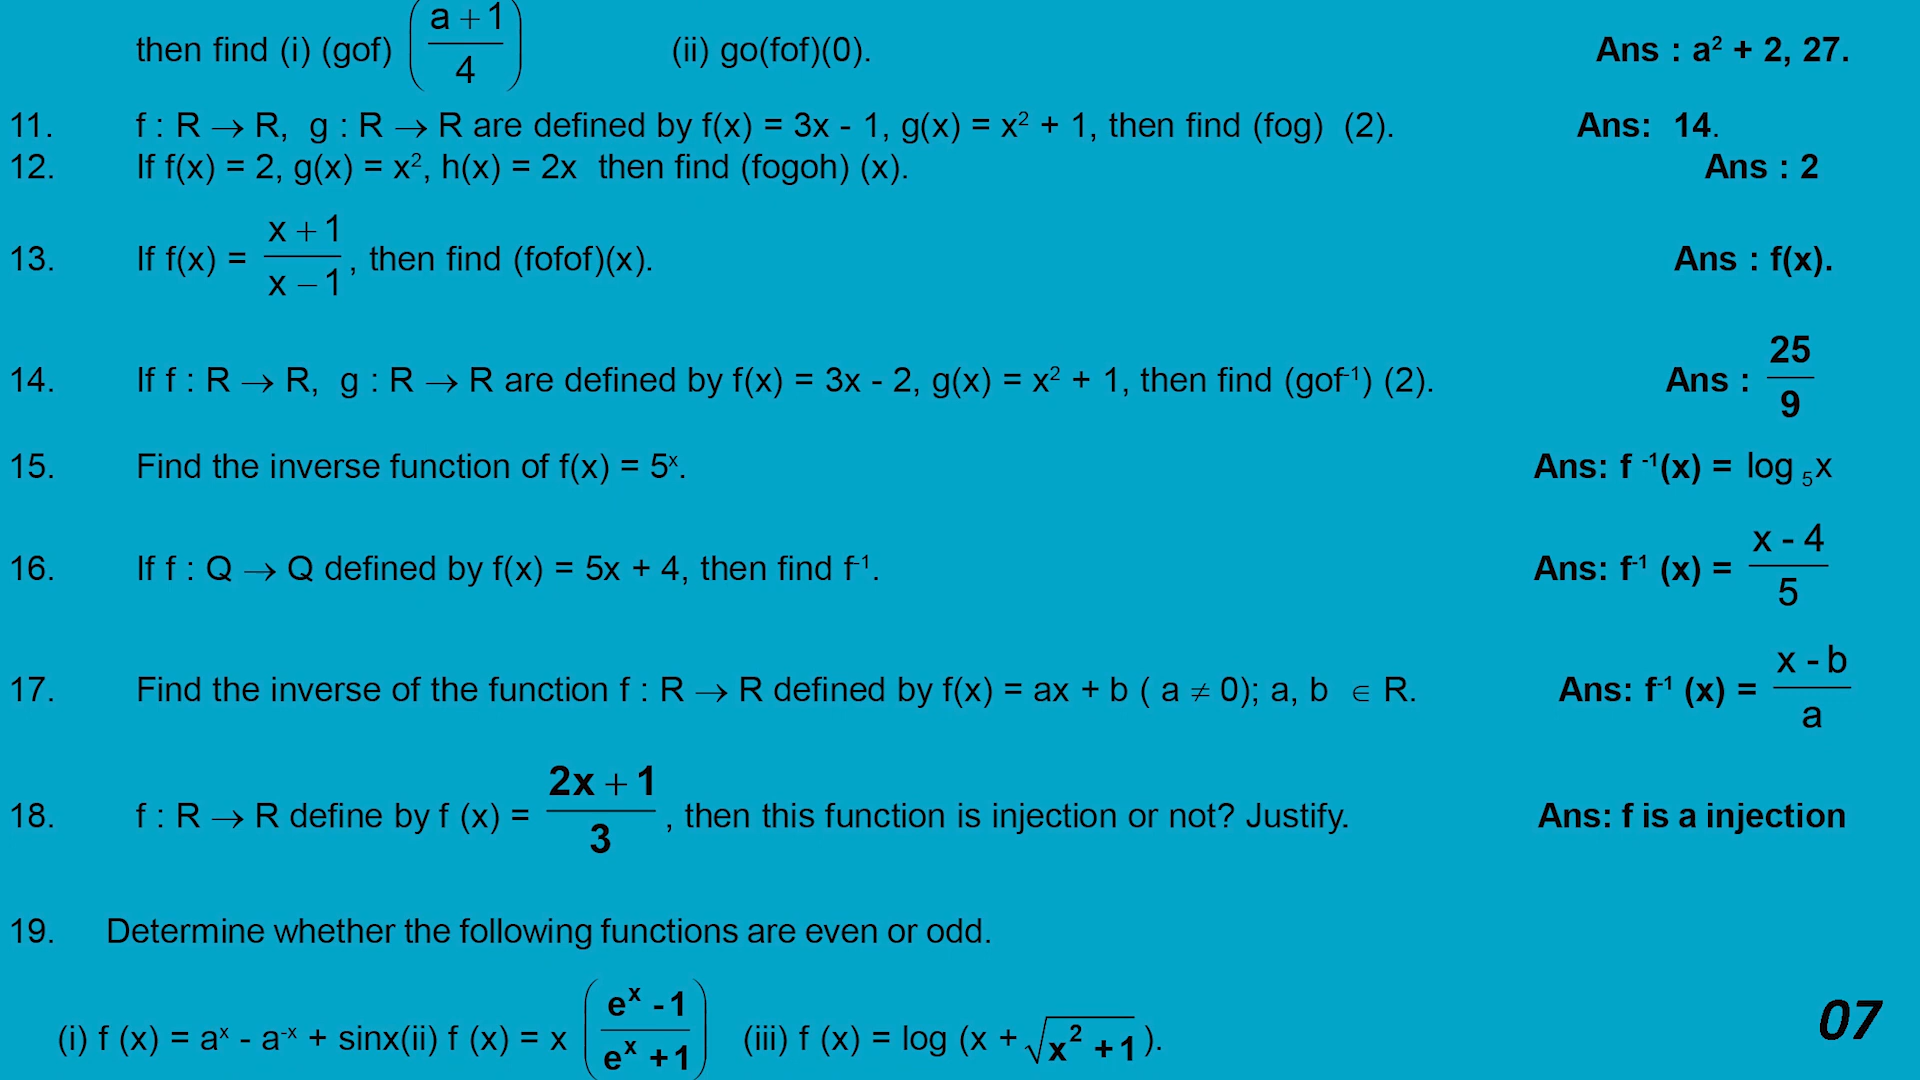 then find (i) (gof) ((a + 1)/4) (ii) go(fof)(0). Ans : a² + 2, 27.
11. f : R → R, g : R → R are defined by f(x) = 3x - 1, g(x) = x² + 1, then find (fog) (2). Ans: 14.
12. If f(x) = 2, g(x) = x², h(x) = 2x then find (fogoh) (x). Ans : 2
13. If f(x) = (x + 1)/(x − 1), then find (fofof)(x). Ans : f(x).
14. If f : R → R, g : R → R are defined by f(x) = 3x - 2, g(x) = x² + 1, then find (gof⁻¹) (2). Ans : 25/9
15. Find the inverse function of f(x) = 5ˣ. Ans: f ⁻¹(x) = log ₅x
16. If f : Q → Q defined by f(x) = 5x + 4, then find f⁻¹. Ans: f⁻¹ (x) = (x - 4)/5
17. Find the inverse of the function f : R → R defined by f(x) = ax + b ( a ≠ 0); a, b ∈ R. Ans: f⁻¹ (x) = (x - b)/a
18. f : R → R define by f (x) = (2x + 1)/3, then this function is injection or not? Justify. Ans: f is a injection
19. Determine whether the following functions are even or odd.
(i) f (x) = aˣ - a⁻ˣ + sinx(ii) f (x) = x ((eˣ - 1)/(eˣ + 1)) (iii) f (x) = log (x + √(x² + 1) ).
07